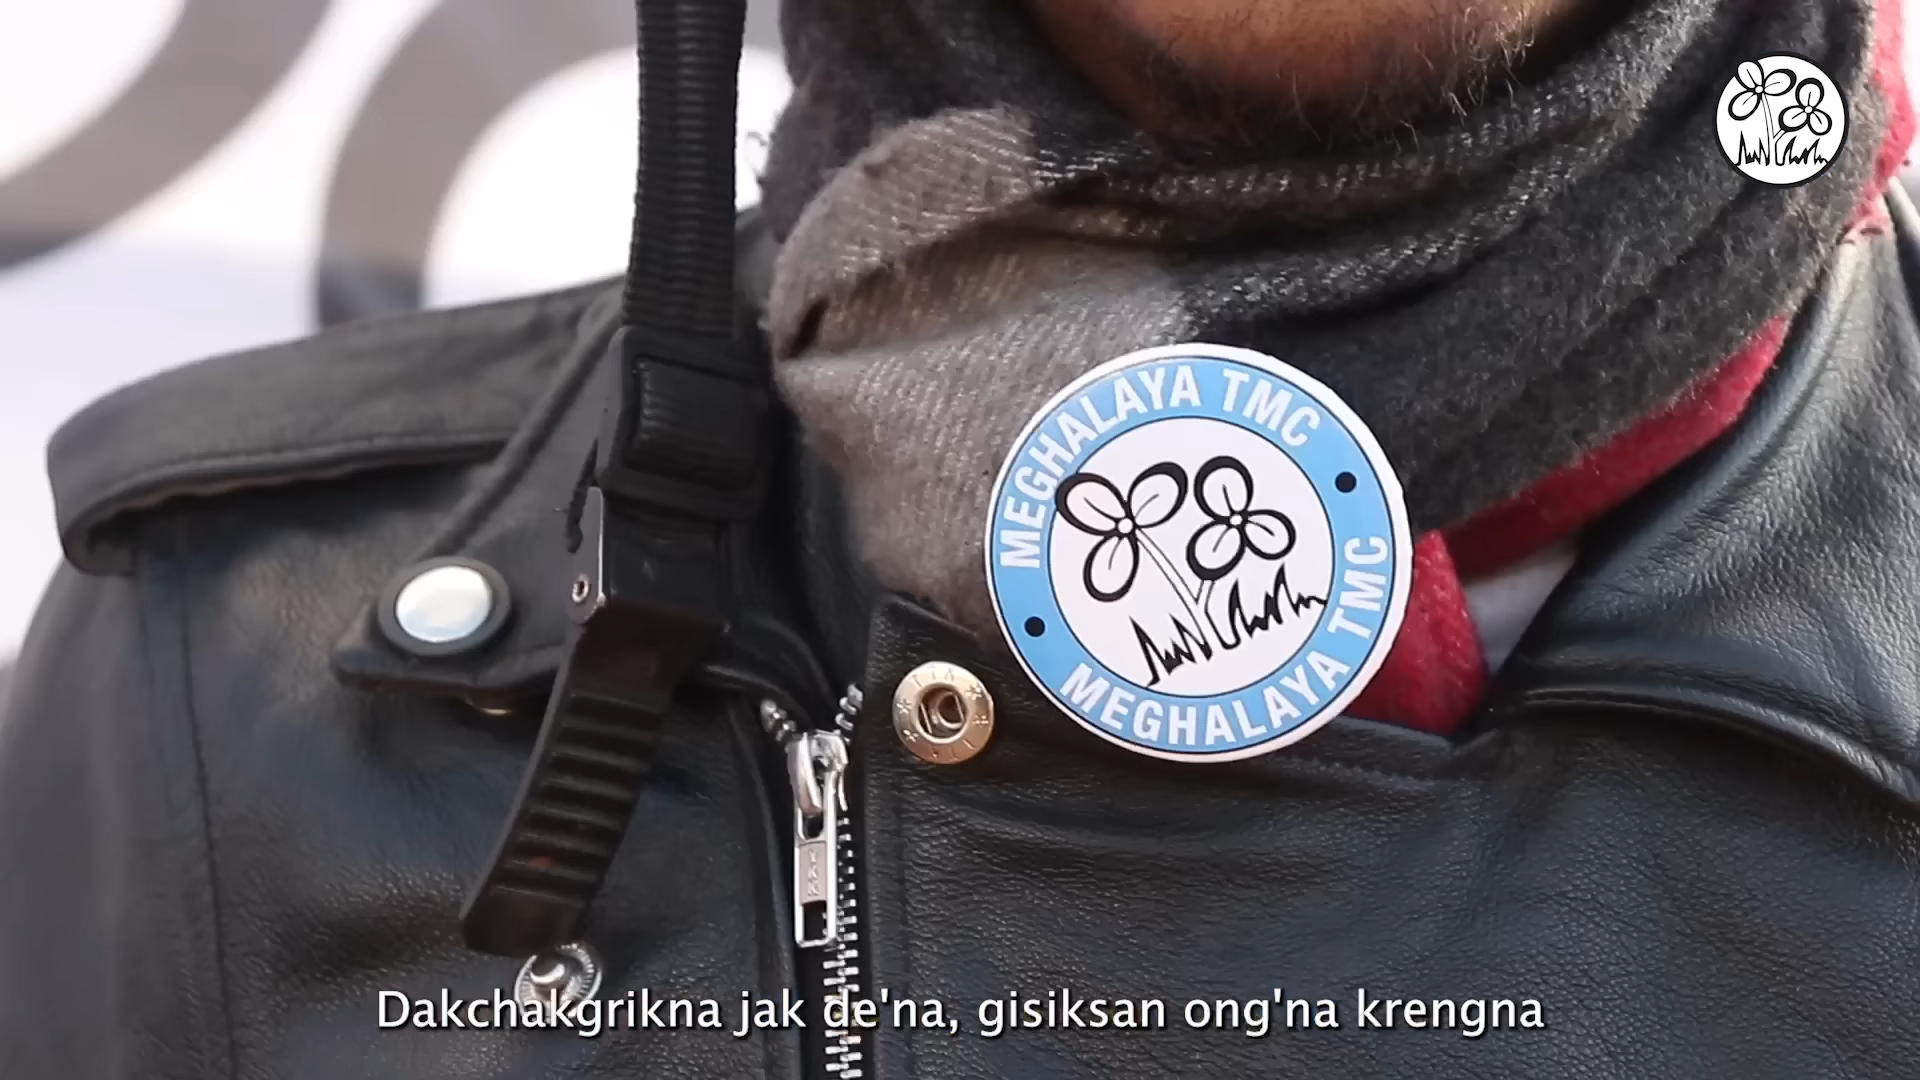 MEGHALAYA TMC
MEGHALAYA TMC
Dakchakgrikna jak de'na, gisiksan ong'na krengna